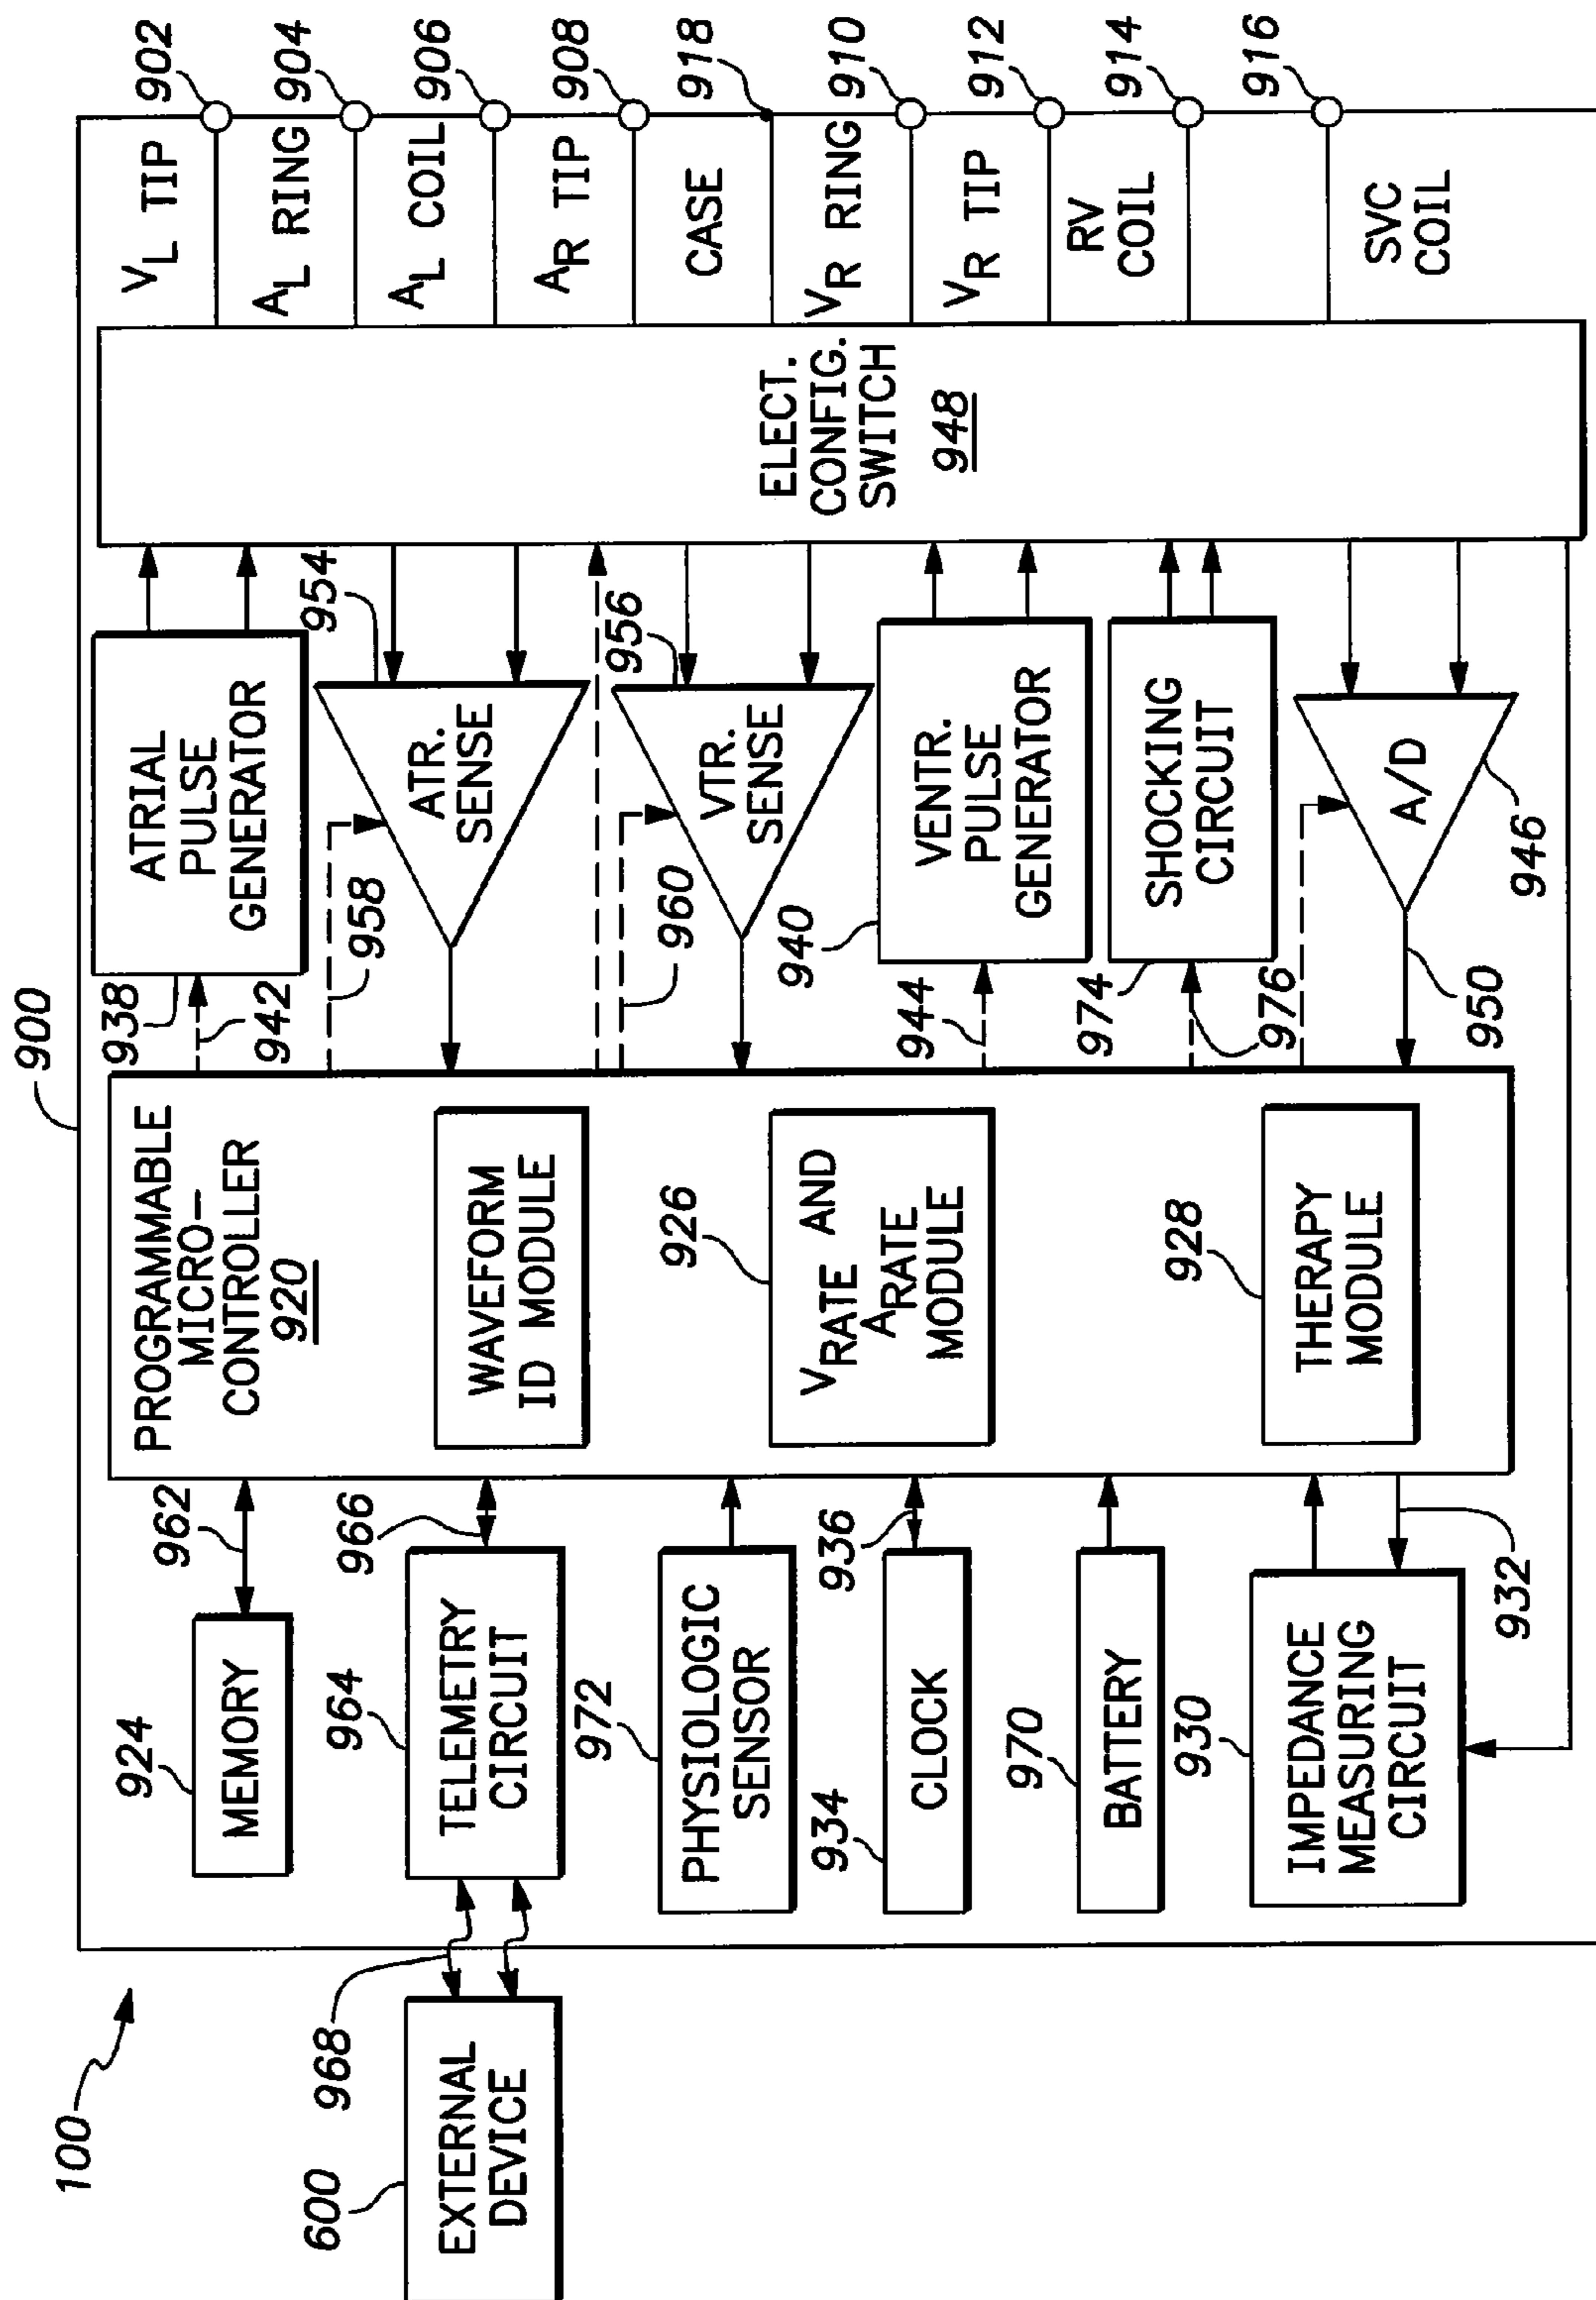 100
900
600
EXTERNAL
DEVICE
968
924
MEMORY
962
964
TELEMETRY
CIRCUIT
966
972
PHYSIOLOGIC
SENSOR
934
CLOCK
936
970
BATTERY
930
IMPEDANCE
MEASURING
CIRCUIT
932
PROGRAMMABLE
MICRO-
CONTROLLER
920
WAVEFORM
ID MODULE
926
VRATE AND
ARATE
MODULE
928
THERAPY
MODULE
938
ATRIAL
PULSE
GENERATOR
942
954
ATR.
SENSE
958
956
VTR.
SENSE
960
940
VENTR.
PULSE
GENERATOR
944
974
SHOCKING
CIRCUIT
976
A/D
946
950
ELECT.
CONFIG.
SWITCH
948
VL TIP
902
AL RING
904
AL COIL
906
AR TIP
908
CASE
918
VR RING
910
VR TIP
912
RV
COIL
914
SVC
COIL
916